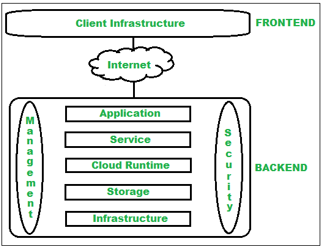 Client Infrastructure
FRONTEND
Internet
Management
Application
Service
Cloud Runtime
Storage
Infrastructure
Security
BACKEND